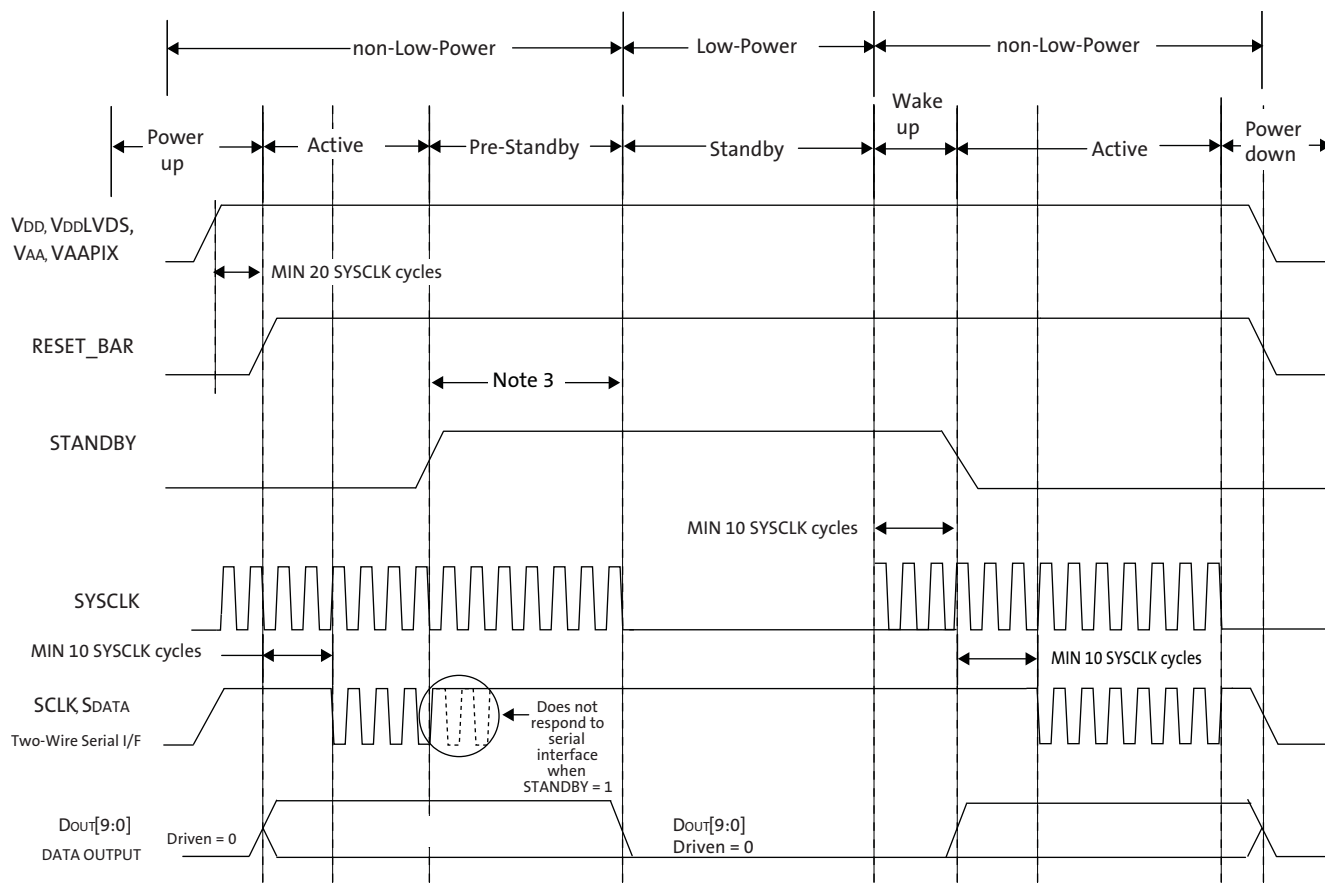 non-Low-Power
Low-Power
non-Low-Power
Power
up
Active
Pre-Standby
Standby
Wake
up
Active
Power
down
VDD, VDDLVDS,
VAA, VAAPIX
MIN 20 SYSCLK cycles
RESET_BAR
Note 3
STANDBY
MIN 10 SYSCLK cycles
SYSCLK
MIN 10 SYSCLK cycles
MIN 10 SYSCLK cycles
SCLK, SDATA
Two-Wire Serial I/F
Does not
respond to
serial
interface
when
STANDBY = 1
DOUT[9:0]
DATA OUTPUT
Driven = 0
DOUT[9:0]
Driven = 0